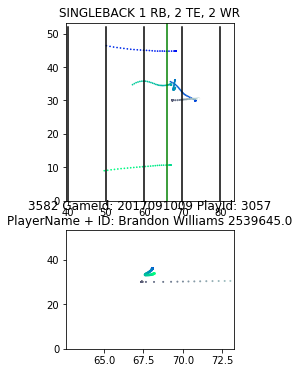 SINGLEBACK 1 RB, 2 TE, 2 WR
50
40
30
20
10
0
40 50 60 70 80
3582 GameId: 2017091009 PlayId: 3057
PlayerName + ID: Brandon Williams 2539645.0
40
20
0
65.0 67.5 70.0 72.5